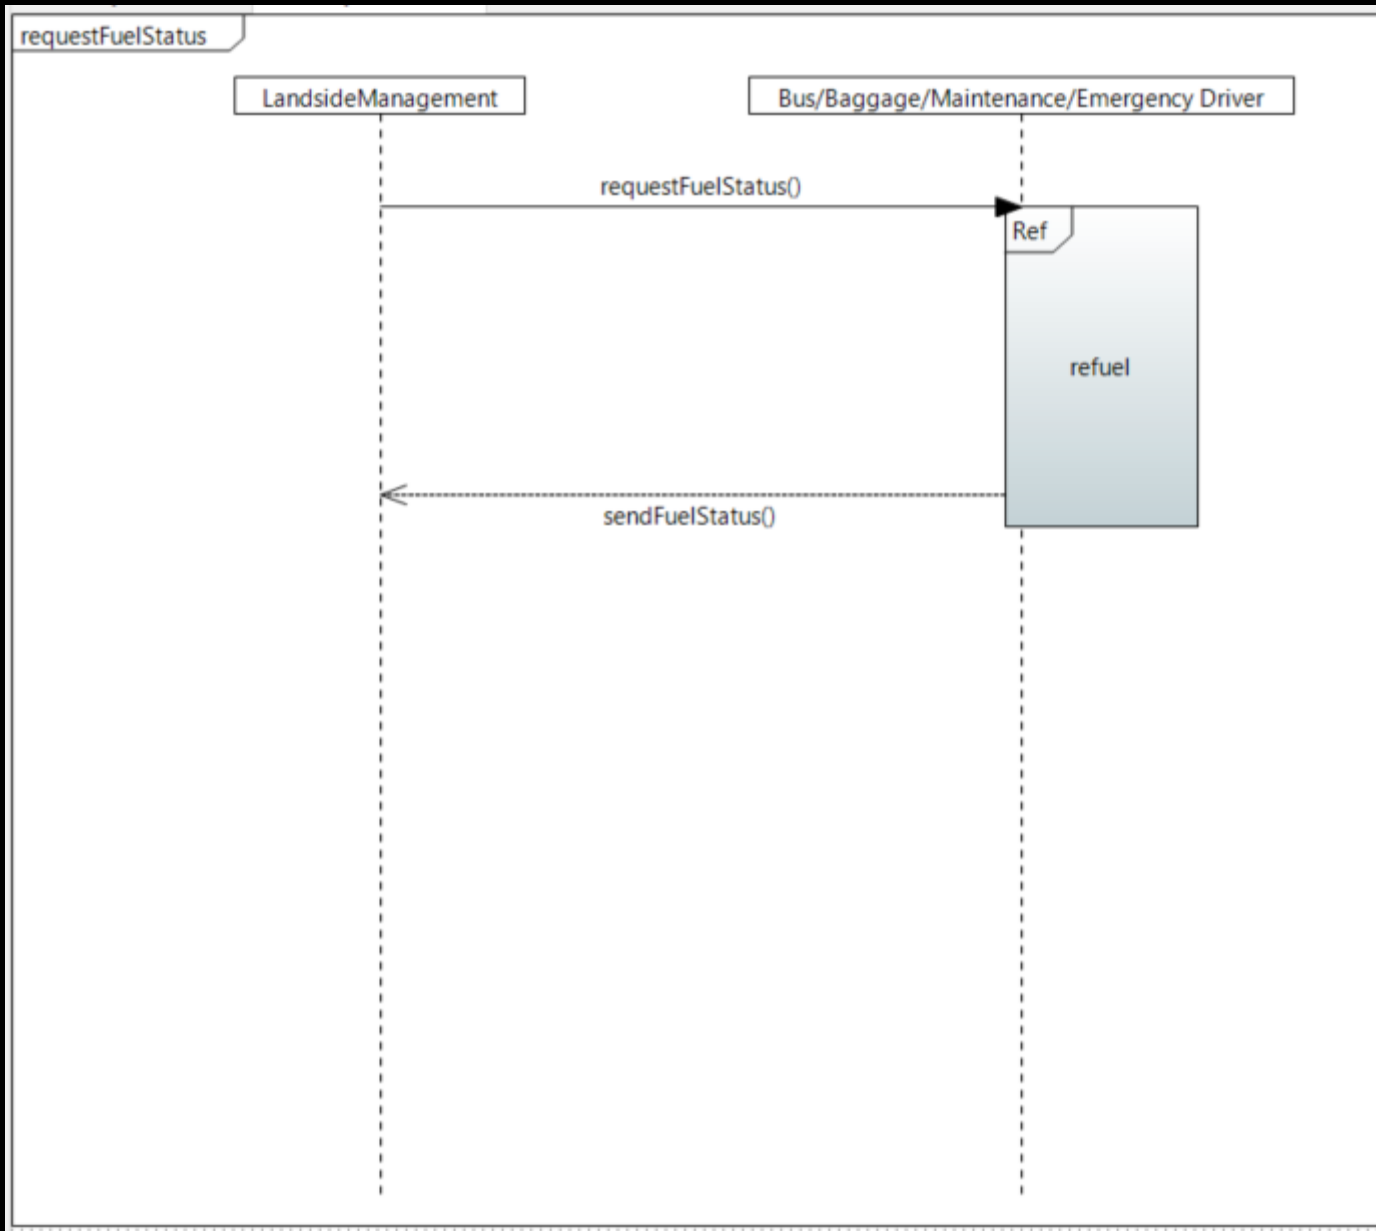 requestFuelStatus
LandsideManagement
Bus/Baggage/Maintenance/Emergency Driver
requestFuelStatus()
Ref
refuel
sendFuelStatus()